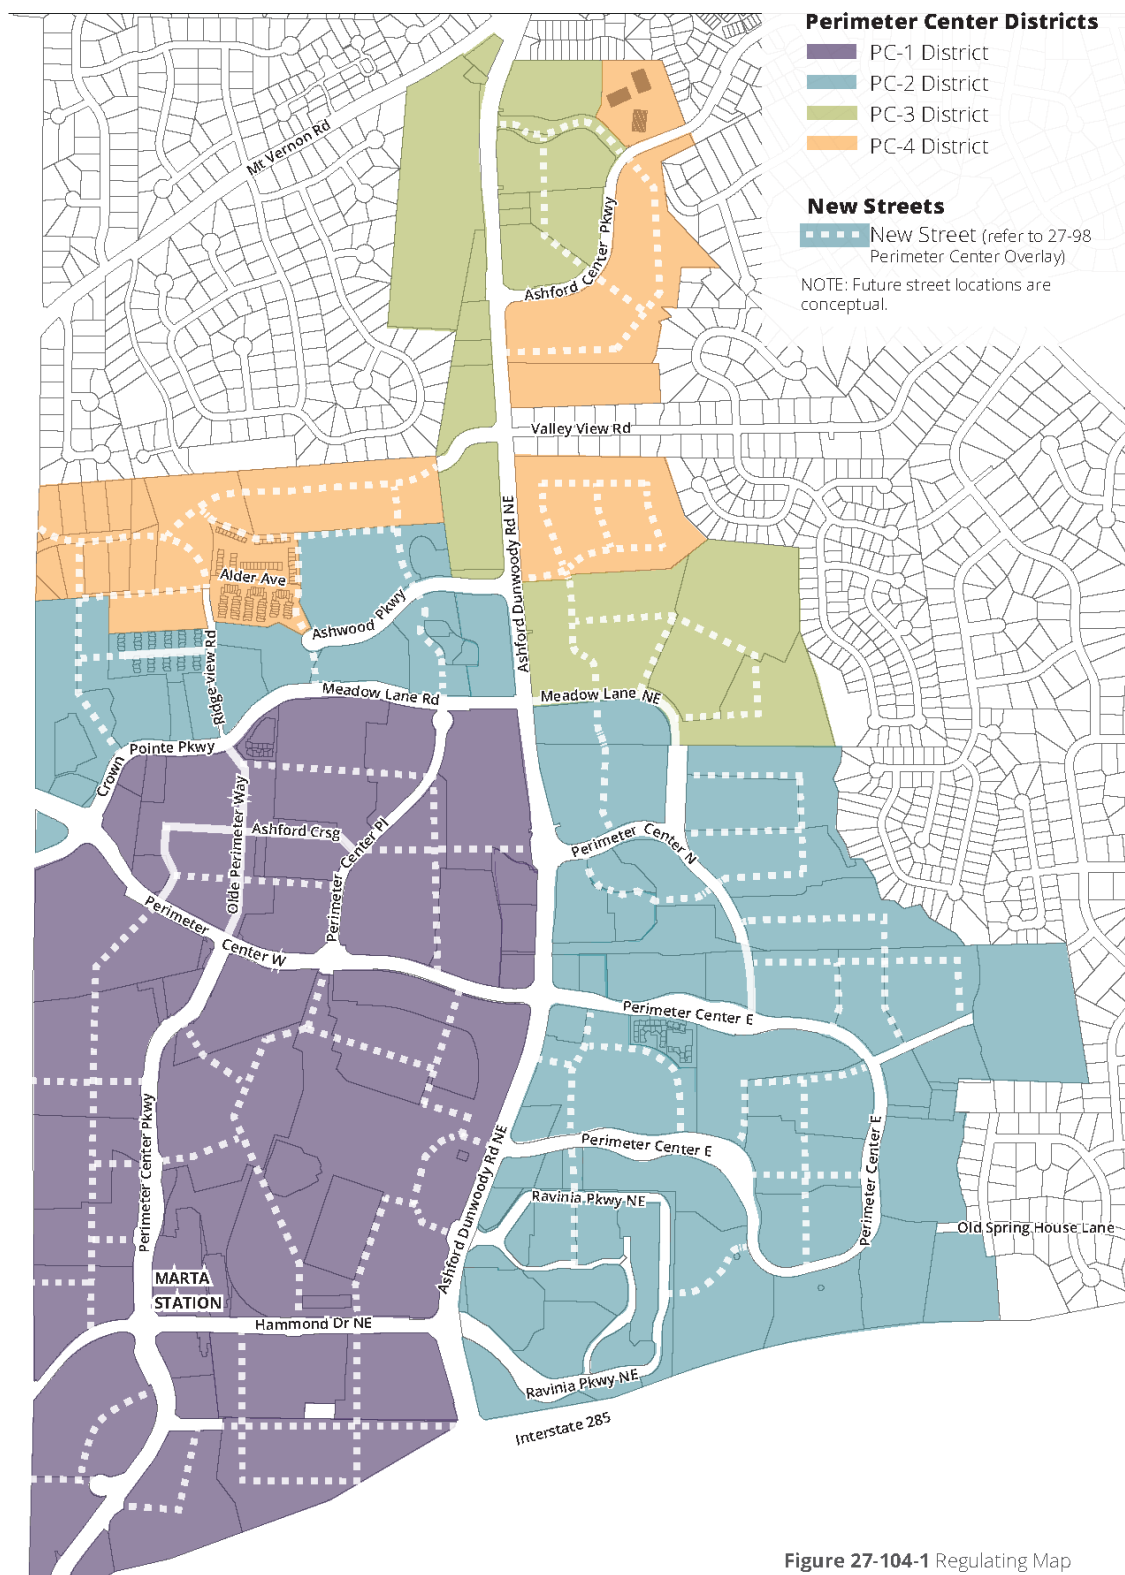 Perimeter Center Districts
PC-1 District
PC-2 District
PC-3 District
PC-4 District
New Streets
New Street (refer to 27-98
Perimeter Center Overlay)
NOTE: Future street locations are
conceptual.
Mt Vernon Rd
Ashford Center Pkwy
Valley View Rd
Ashford Dunwoody Rd NE
Alder Ave
Ashwood Pkwy
Ridge view Rd
Meadow Lane Rd
Meadow Lane NE
Crown Pointe Pkwy
Olde Perimeter Way
Ashford Crsg
Perimeter Center Pl
Perimeter Center N
Perimeter Center W
Perimeter Center E
Perimeter Center Pkwy
Perimeter Center E
Perimeter Center E
Ashford Dunwoody Rd NE
Ravinia Pkwy NE
Old Spring House Lane
MARTA
STATION
Hammond Dr NE
Ravinia Pkwy NE
Interstate 285
Figure 27-104-1 Regulating Map